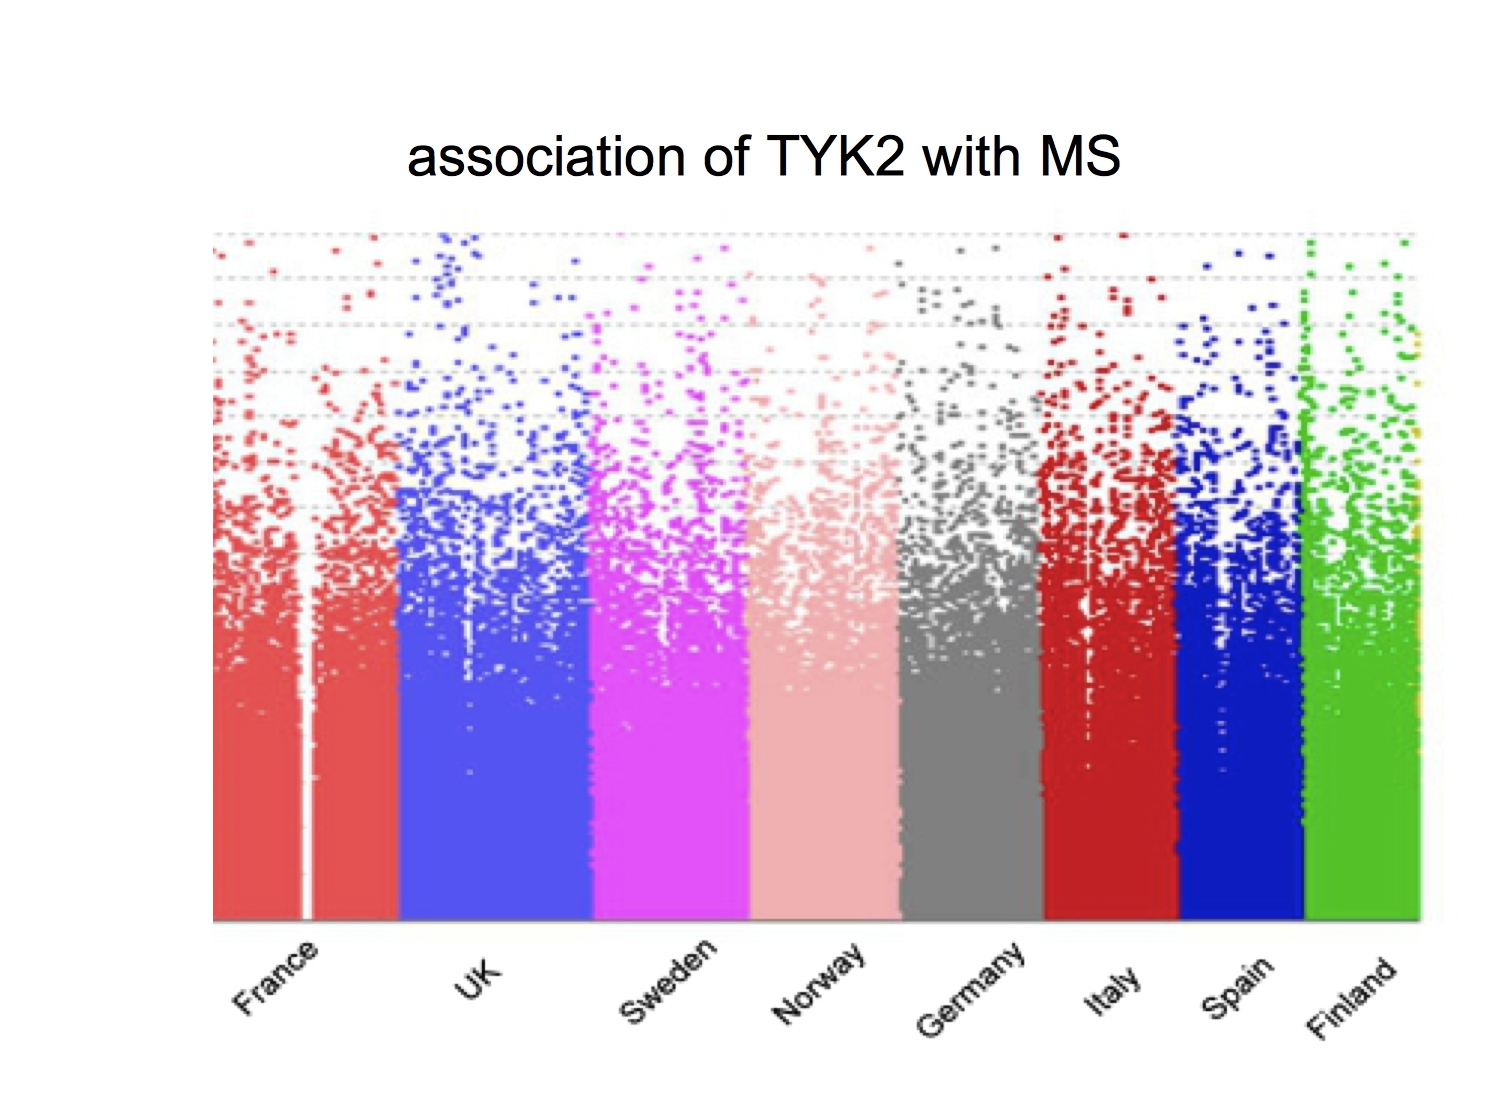 association of TYK2 with MS
France
UK
Sweden
Norway
Germany
Italy
Spain
Finland